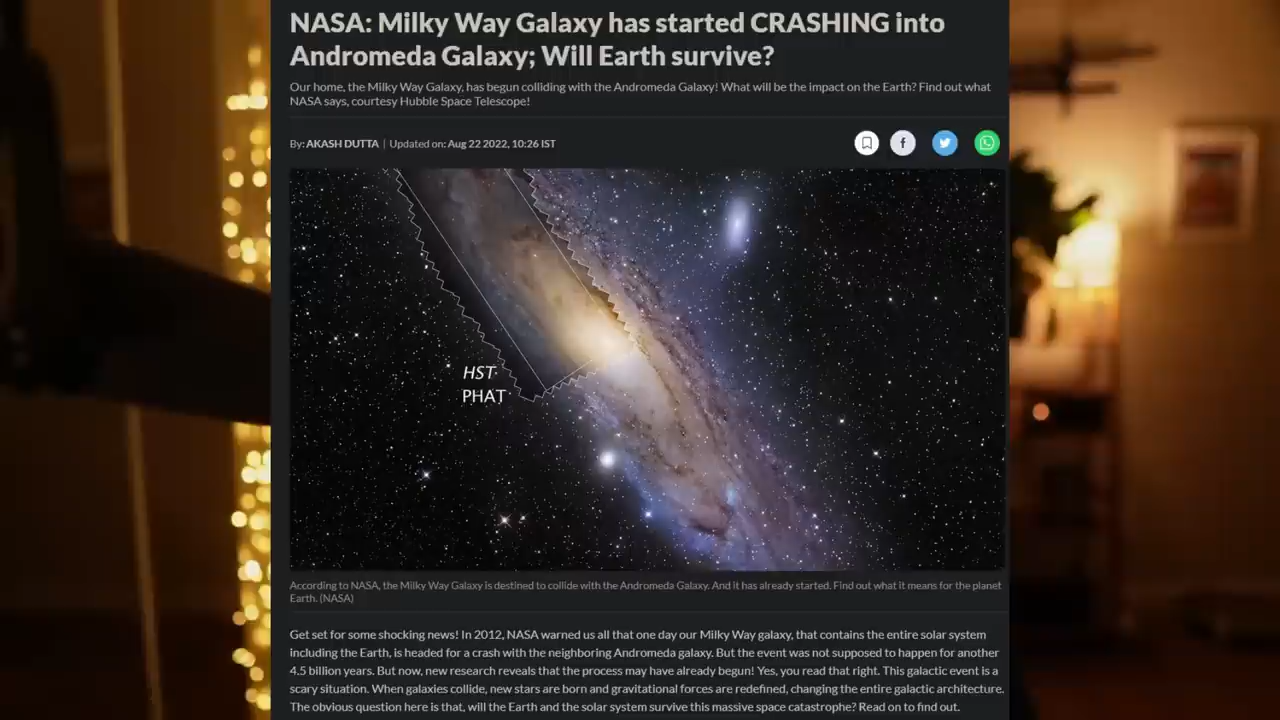 NASA: Milky Way Galaxy has started CRASHING into
Andromeda Galaxy; Will Earth survive?
Our home, the Milky Way Galaxy, has begun colliding with the Andromeda Galaxy! What will be the impact on the Earth? Find out what
NASA says, courtesy Hubble Space Telescope!
By: AKASH DUTTA | Updated on: Aug 22 2022, 10:26 IST
HST
PHAT
According to NASA, the Milky Way Galaxy is destined to collide with the Andromeda Galaxy. And it has already started. Find out what it means for the planet
Earth. (NASA)
Get set for some shocking news! In 2012, NASA warned us all that one day our Milky Way galaxy, that contains the entire solar system
including the Earth, is headed for a crash with the neighboring Andromeda galaxy. But the event was not supposed to happen for another
4.5 billion years. But now, new research reveals that the process may have already begun! Yes, you read that right. This galactic event is a
scary situation. When galaxies collide, new stars are born and gravitational forces are redefined, changing the entire galactic architecture.
The obvious question here is that, will the Earth and the solar system survive this massive space catastrophe? Read on to find out.